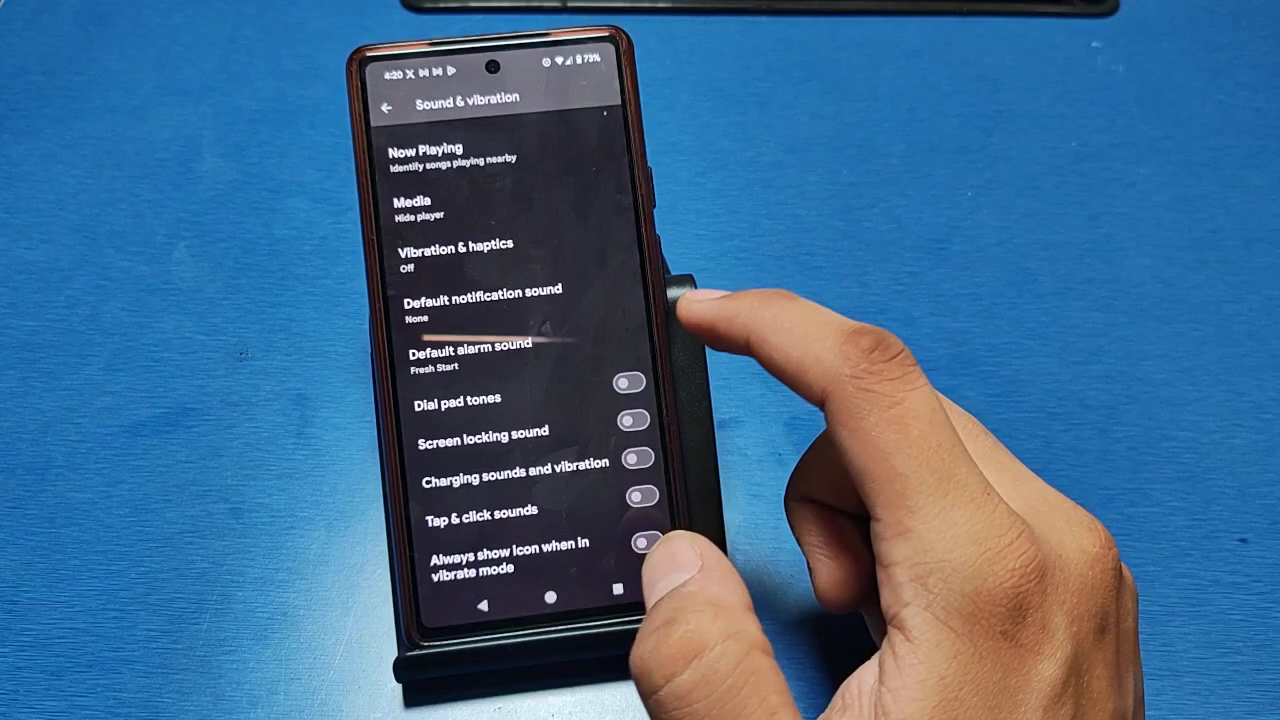 4:20
73%
Sound & vibration
Now Playing
Identify songs playing nearby
Media
Hide player
Vibration & haptics
Off
Default notification sound
None
Default alarm sound
Fresh Start
Dial pad tones
Screen locking sound
Charging sounds and vibration
Tap & click sounds
Always show icon when in
vibrate mode